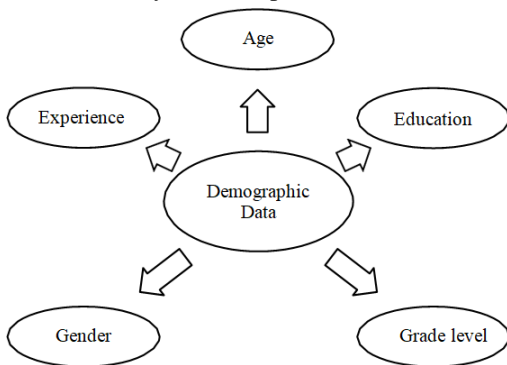 Age
Experience
Education
Demographic
Data
Gender
Grade level